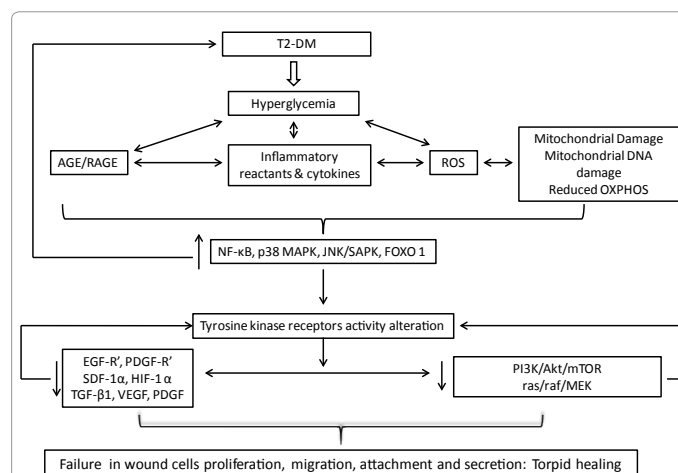 T2-DM
Hyperglycemia
AGE/RAGE
Inflammatory
reactants & cytokines
ROS
Mitochondrial Damage
Mitochondrial DNA
damage
Reduced OXPHOS
NF-κB, p38 MAPK, JNK/SAPK, FOXO 1
Tyrosine kinase receptors activity alteration
EGF-R’, PDGF-R’
SDF-1α, HIF-1 α
TGF-β1, VEGF, PDGF
PI3K/Akt/mTOR
ras/raf/MEK
Failure in wound cells proliferation, migration, attachment and secretion: Torpid healing